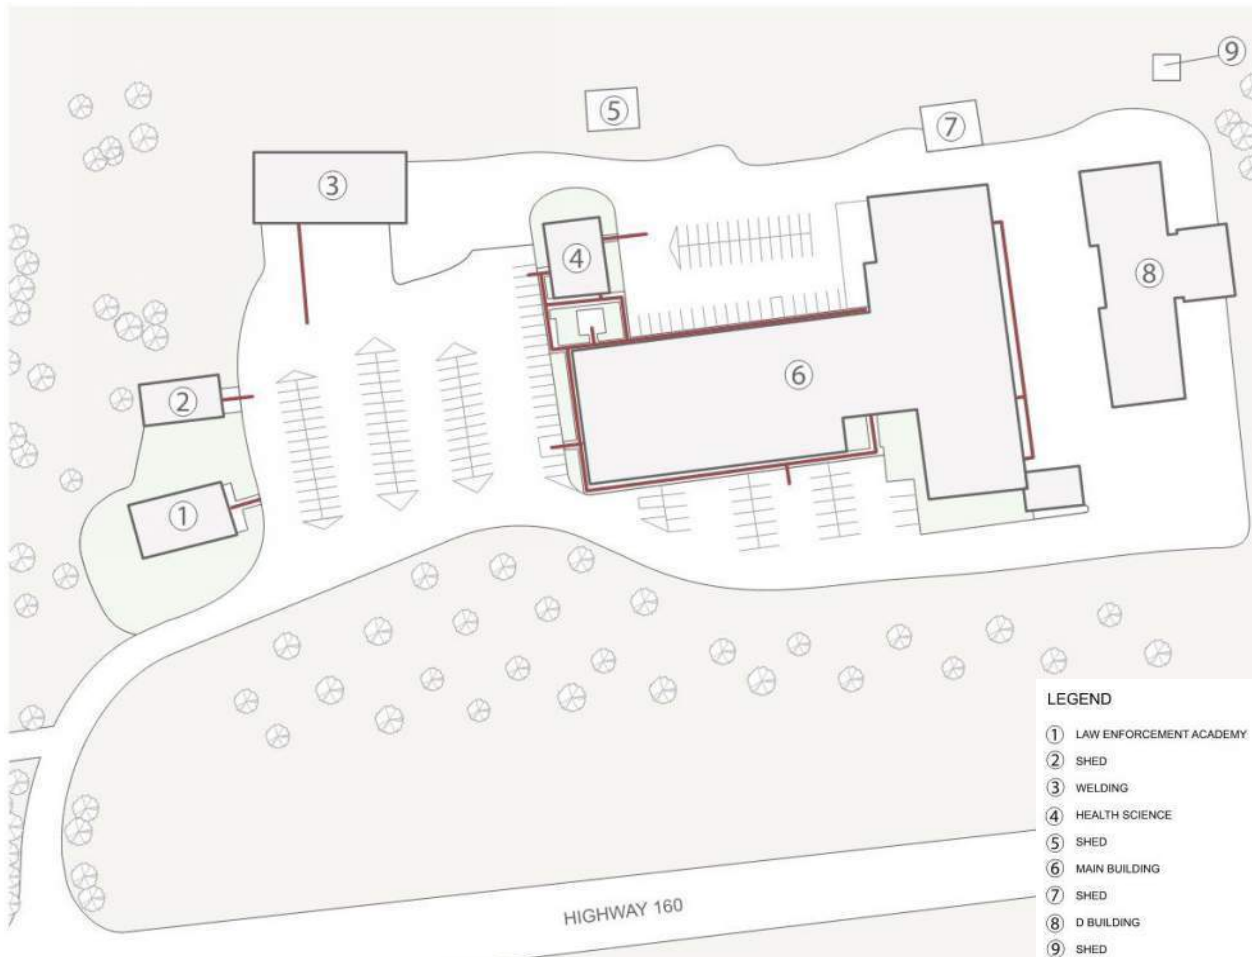 9
5
7
3
4
8
6
2
1
HIGHWAY 160
LEGEND
1 LAW ENFORCEMENT ACADEMY
2 SHED
3 WELDING
4 HEALTH SCIENCE
5 SHED
6 MAIN BUILDING
7 SHED
8 D BUILDING
9 SHED